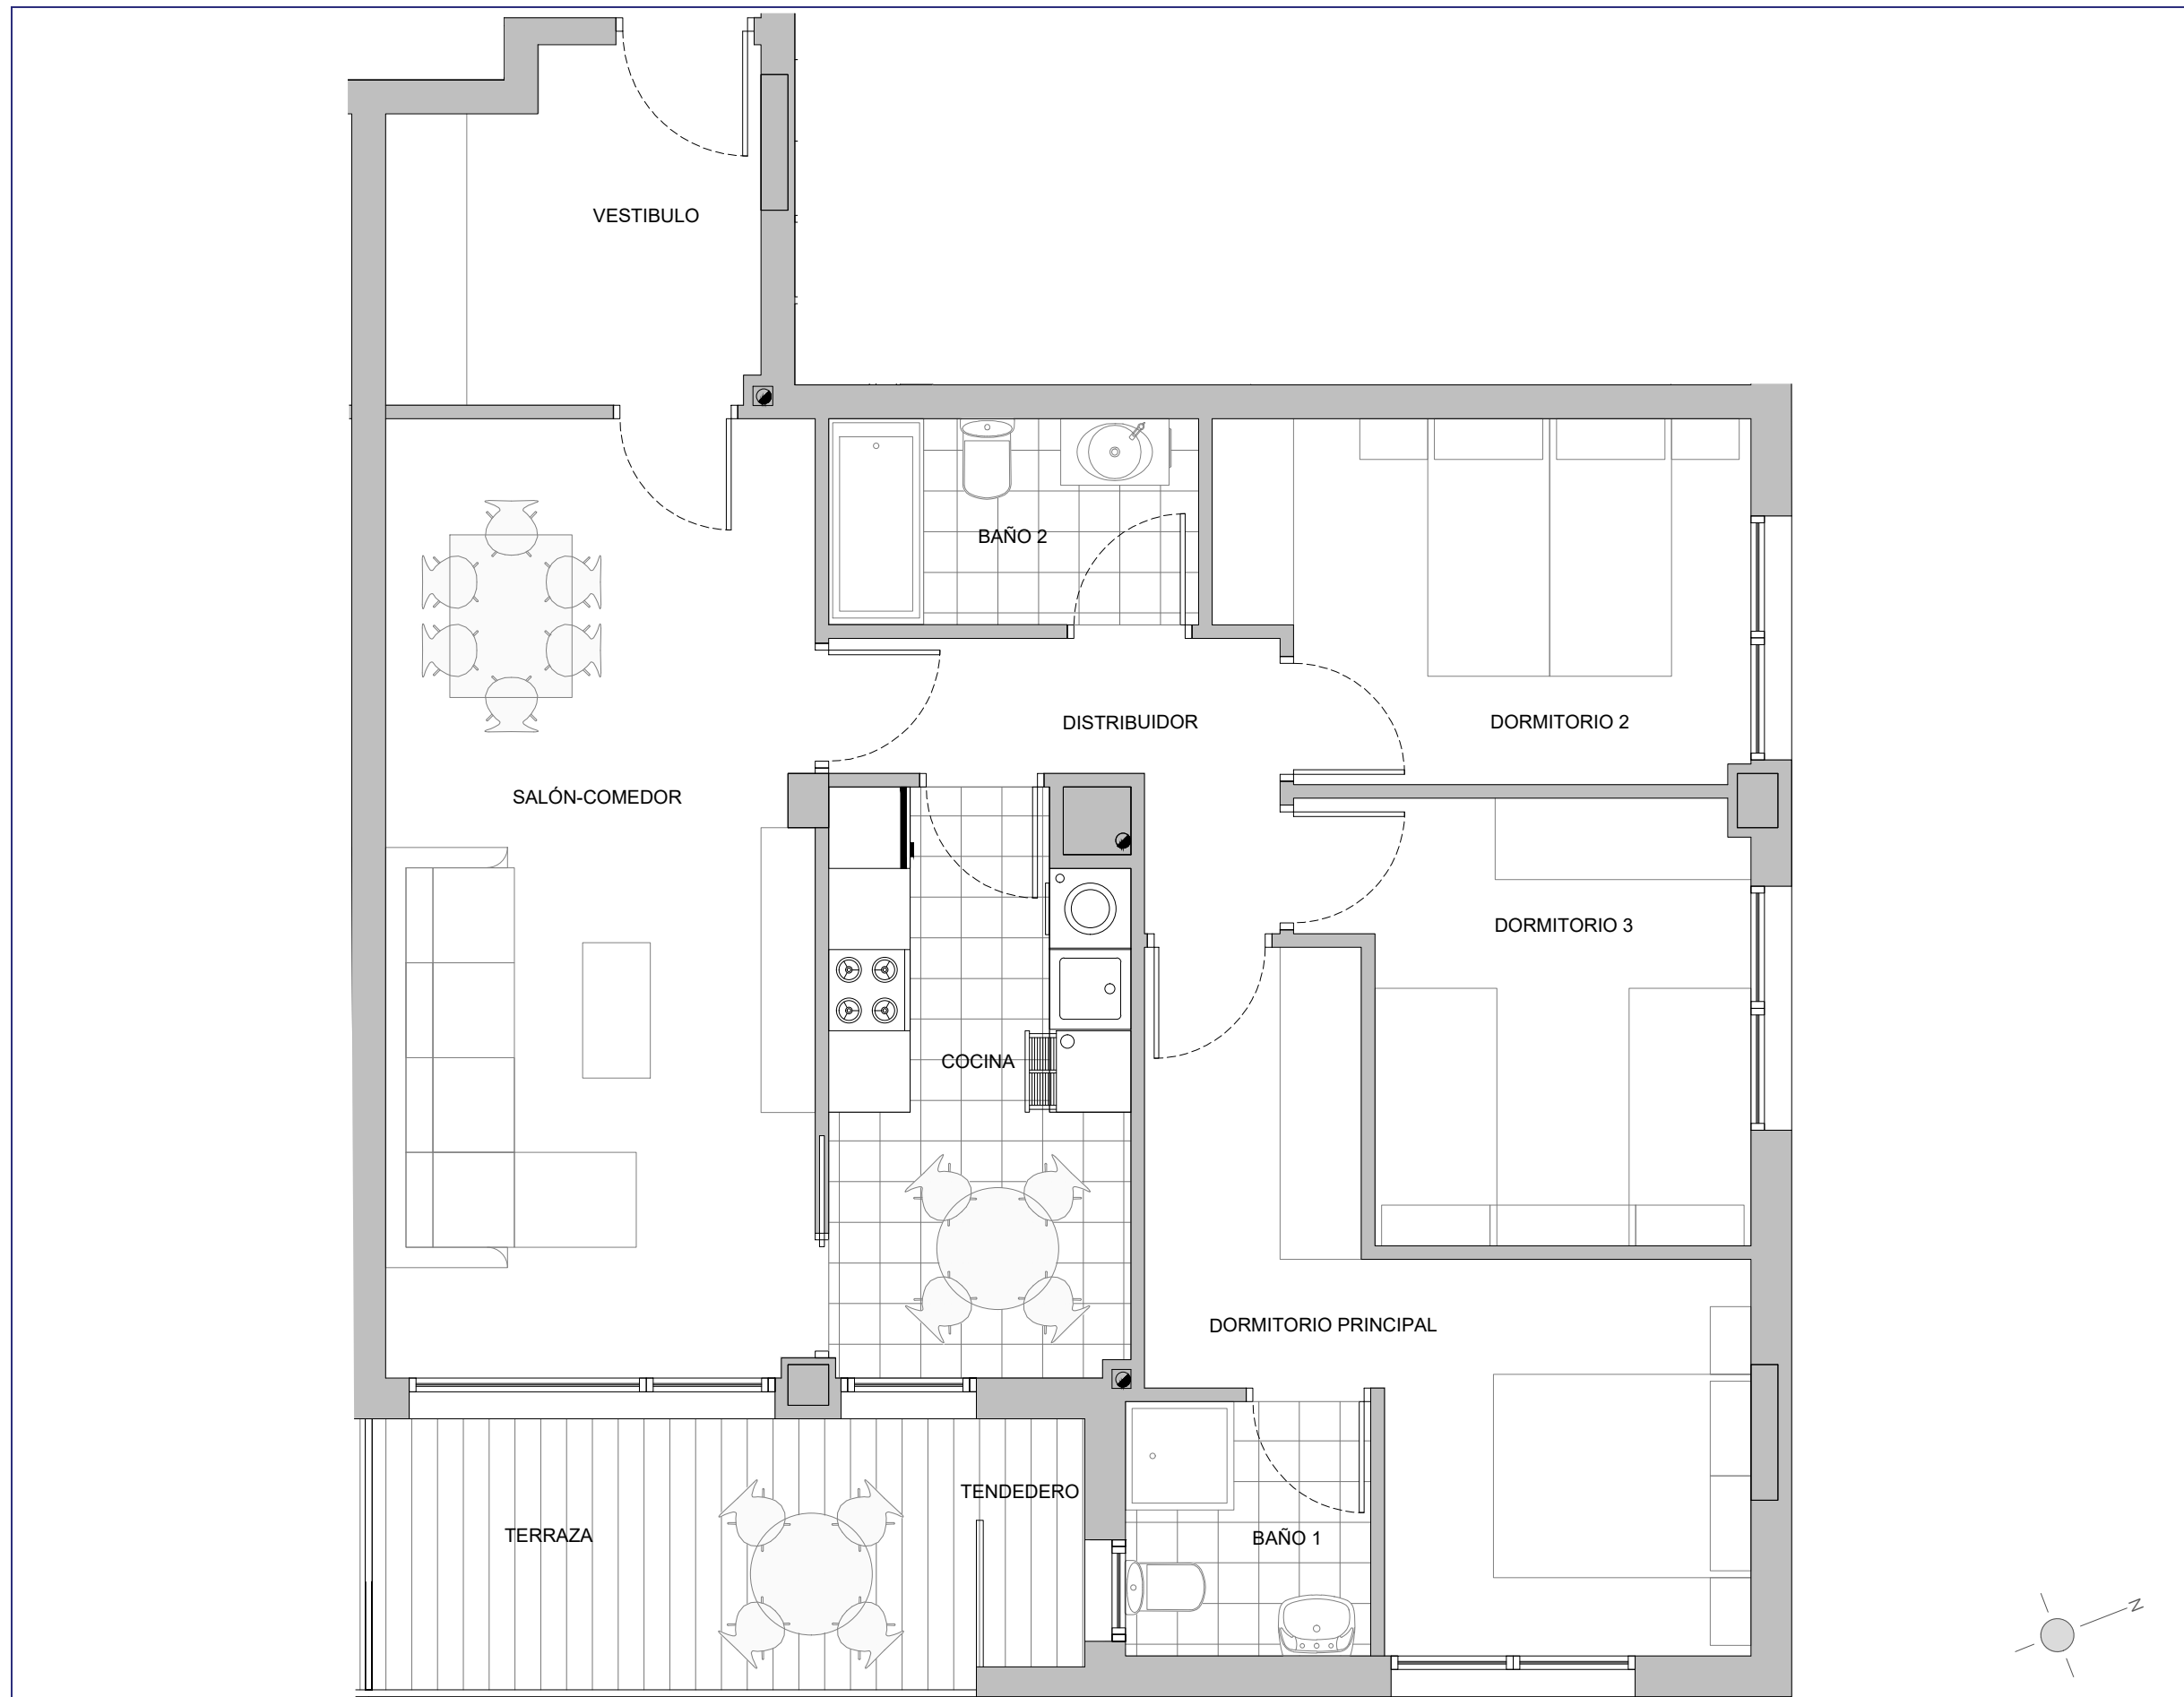 VESTIBULO
BAÑO 2
DISTRIBUIDOR
DORMITORIO 2
SALÓN-COMEDOR
DORMITORIO 3
COCINA
DORMITORIO PRINCIPAL
TENDEDERO
TERRAZA
BAÑO 1
N